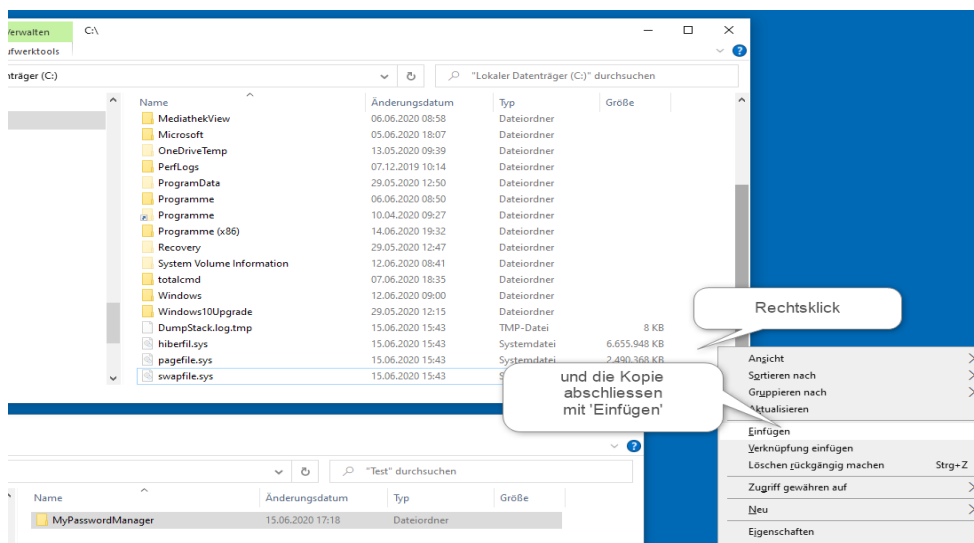 Verwalten C:\
ufwerktools
nträger (C:) "Lokaler Datenträger (C:)" durchsuchen
Name Änderungsdatum Typ Größe
MediathekView 06.06.2020 08:58 Dateiordner
Microsoft 05.06.2020 18:07 Dateiordner
OneDriveTemp 13.05.2020 09:39 Dateiordner
PerfLogs 07.12.2019 10:14 Dateiordner
ProgramData 29.05.2020 12:50 Dateiordner
Programme 06.06.2020 08:50 Dateiordner
Programme 10.04.2020 09:27 Dateiordner
Programme (x86) 14.06.2020 19:32 Dateiordner
Recovery 29.05.2020 12:47 Dateiordner
System Volume Information 12.06.2020 08:41 Dateiordner
totalcmd 07.06.2020 18:35 Dateiordner
Windows 12.06.2020 09:00 Dateiordner
Windows10Upgrade 29.05.2020 12:15 Dateiordner
DumpStack.log.tmp 15.06.2020 15:43 TMP-Datei 8 KB
hiberfil.sys 15.06.2020 15:43 Systemdatei 6.655.948 KB
pagefile.sys 15.06.2020 15:43 Systemdatei 2.490.368 KB
swapfile.sys 15.06.2020 15:43
Rechtsklick
und die Kopie
abschliessen
mit 'Einfügen'
Ansicht
Sortieren nach
Gruppieren nach
Aktualisieren
Einfügen
Verknüpfung einfügen
Löschen rückgängig machen Strg+Z
Zugriff gewähren auf
Neu
Eigenschaften
"Test" durchsuchen
Name Änderungsdatum Typ Größe
MyPasswordManager 15.06.2020 17:18 Dateiordner